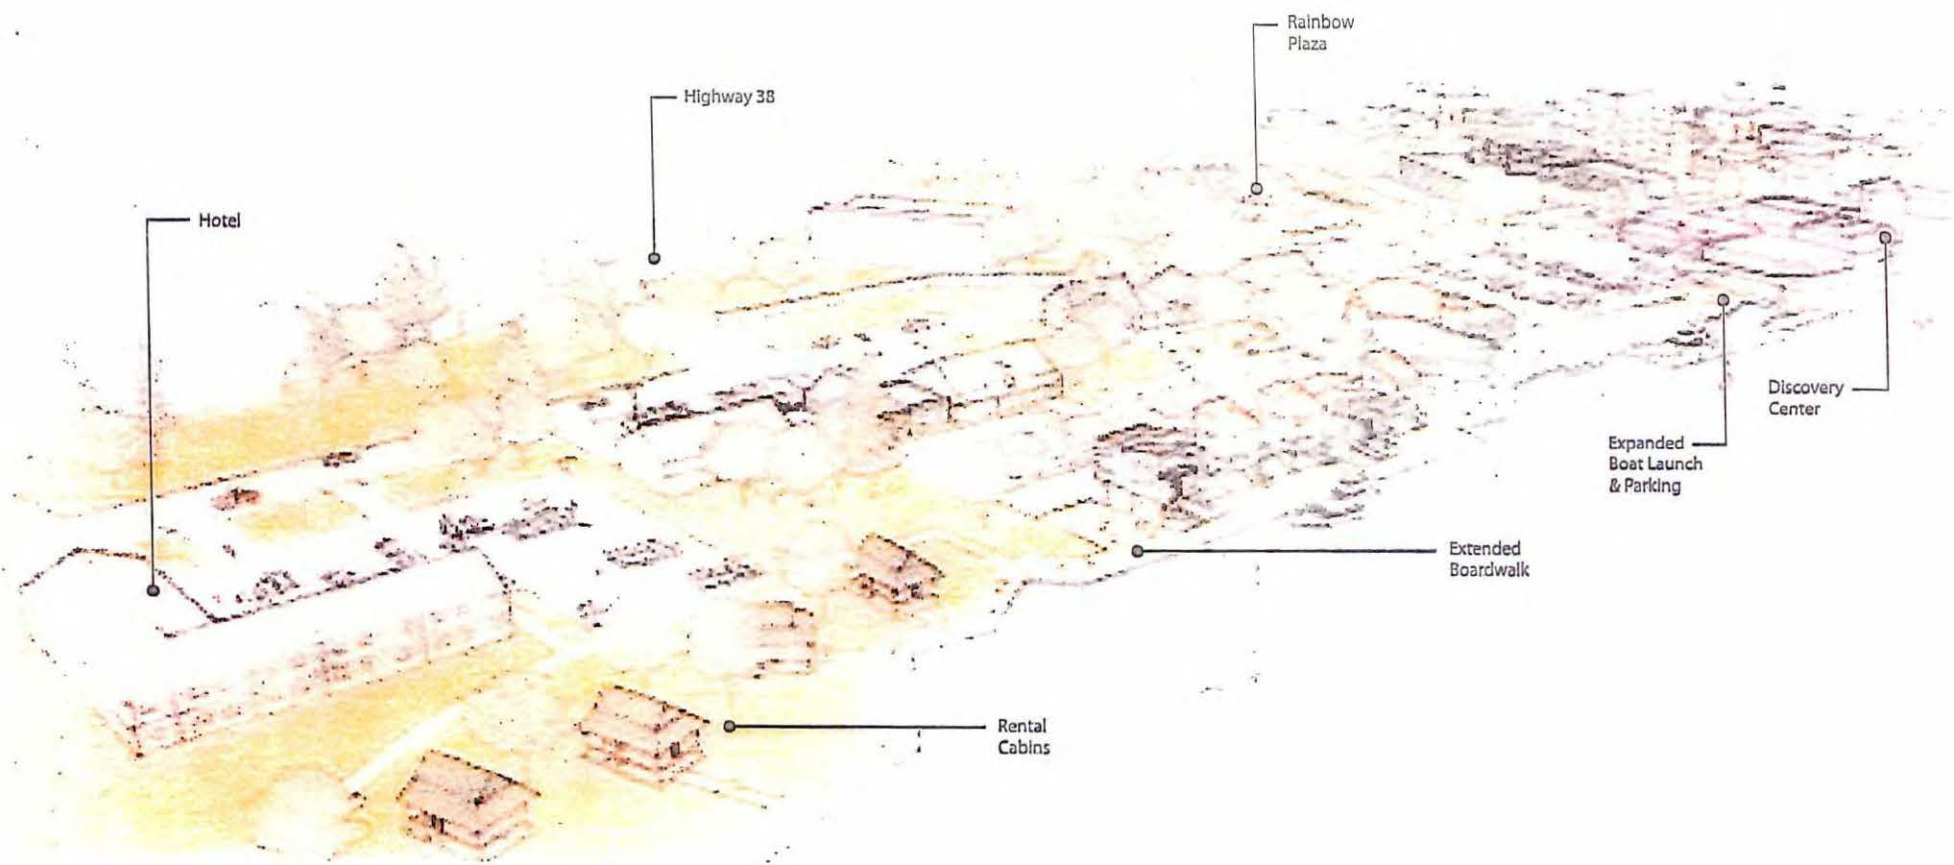 Rainbow
Plaza
Highway 38
Hotel
Discovery
Center
Expanded
Boat Launch
& Parking
Extended
Boardwalk
Rental
Cabins